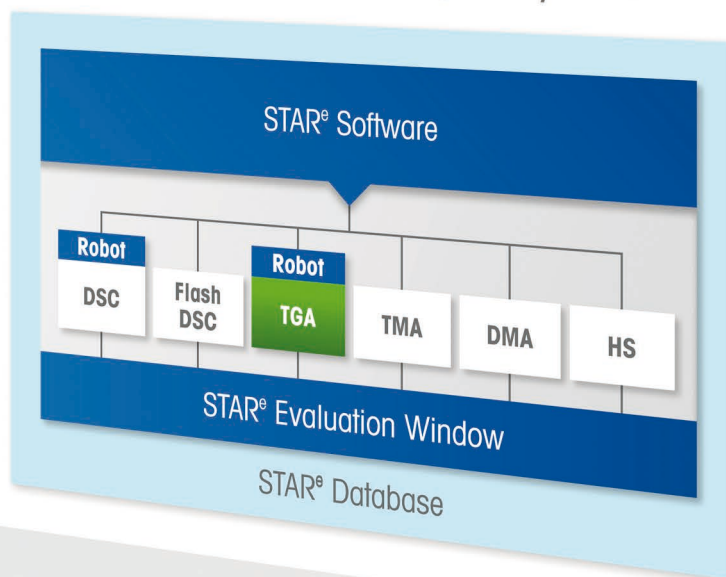 STARᵉ Software
Robot
DSC
Flash
DSC
Robot
TGA
TMA
DMA
HS
STARᵉ Evaluation Window
STARᵉ Database